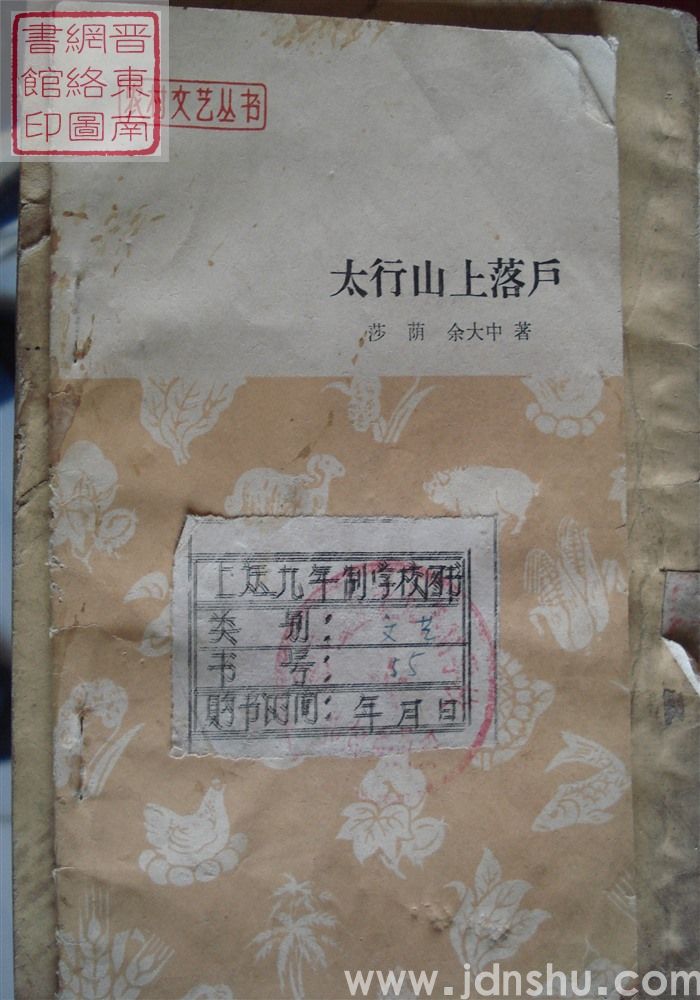 晋東南
網絡圖
書館印
农村文艺丛书
太行山上落戶
莎 荫 余大中 著
九年制学校图书
类别: 文艺
书号: 55
购书时间: 年月日
www.jdnshu.com